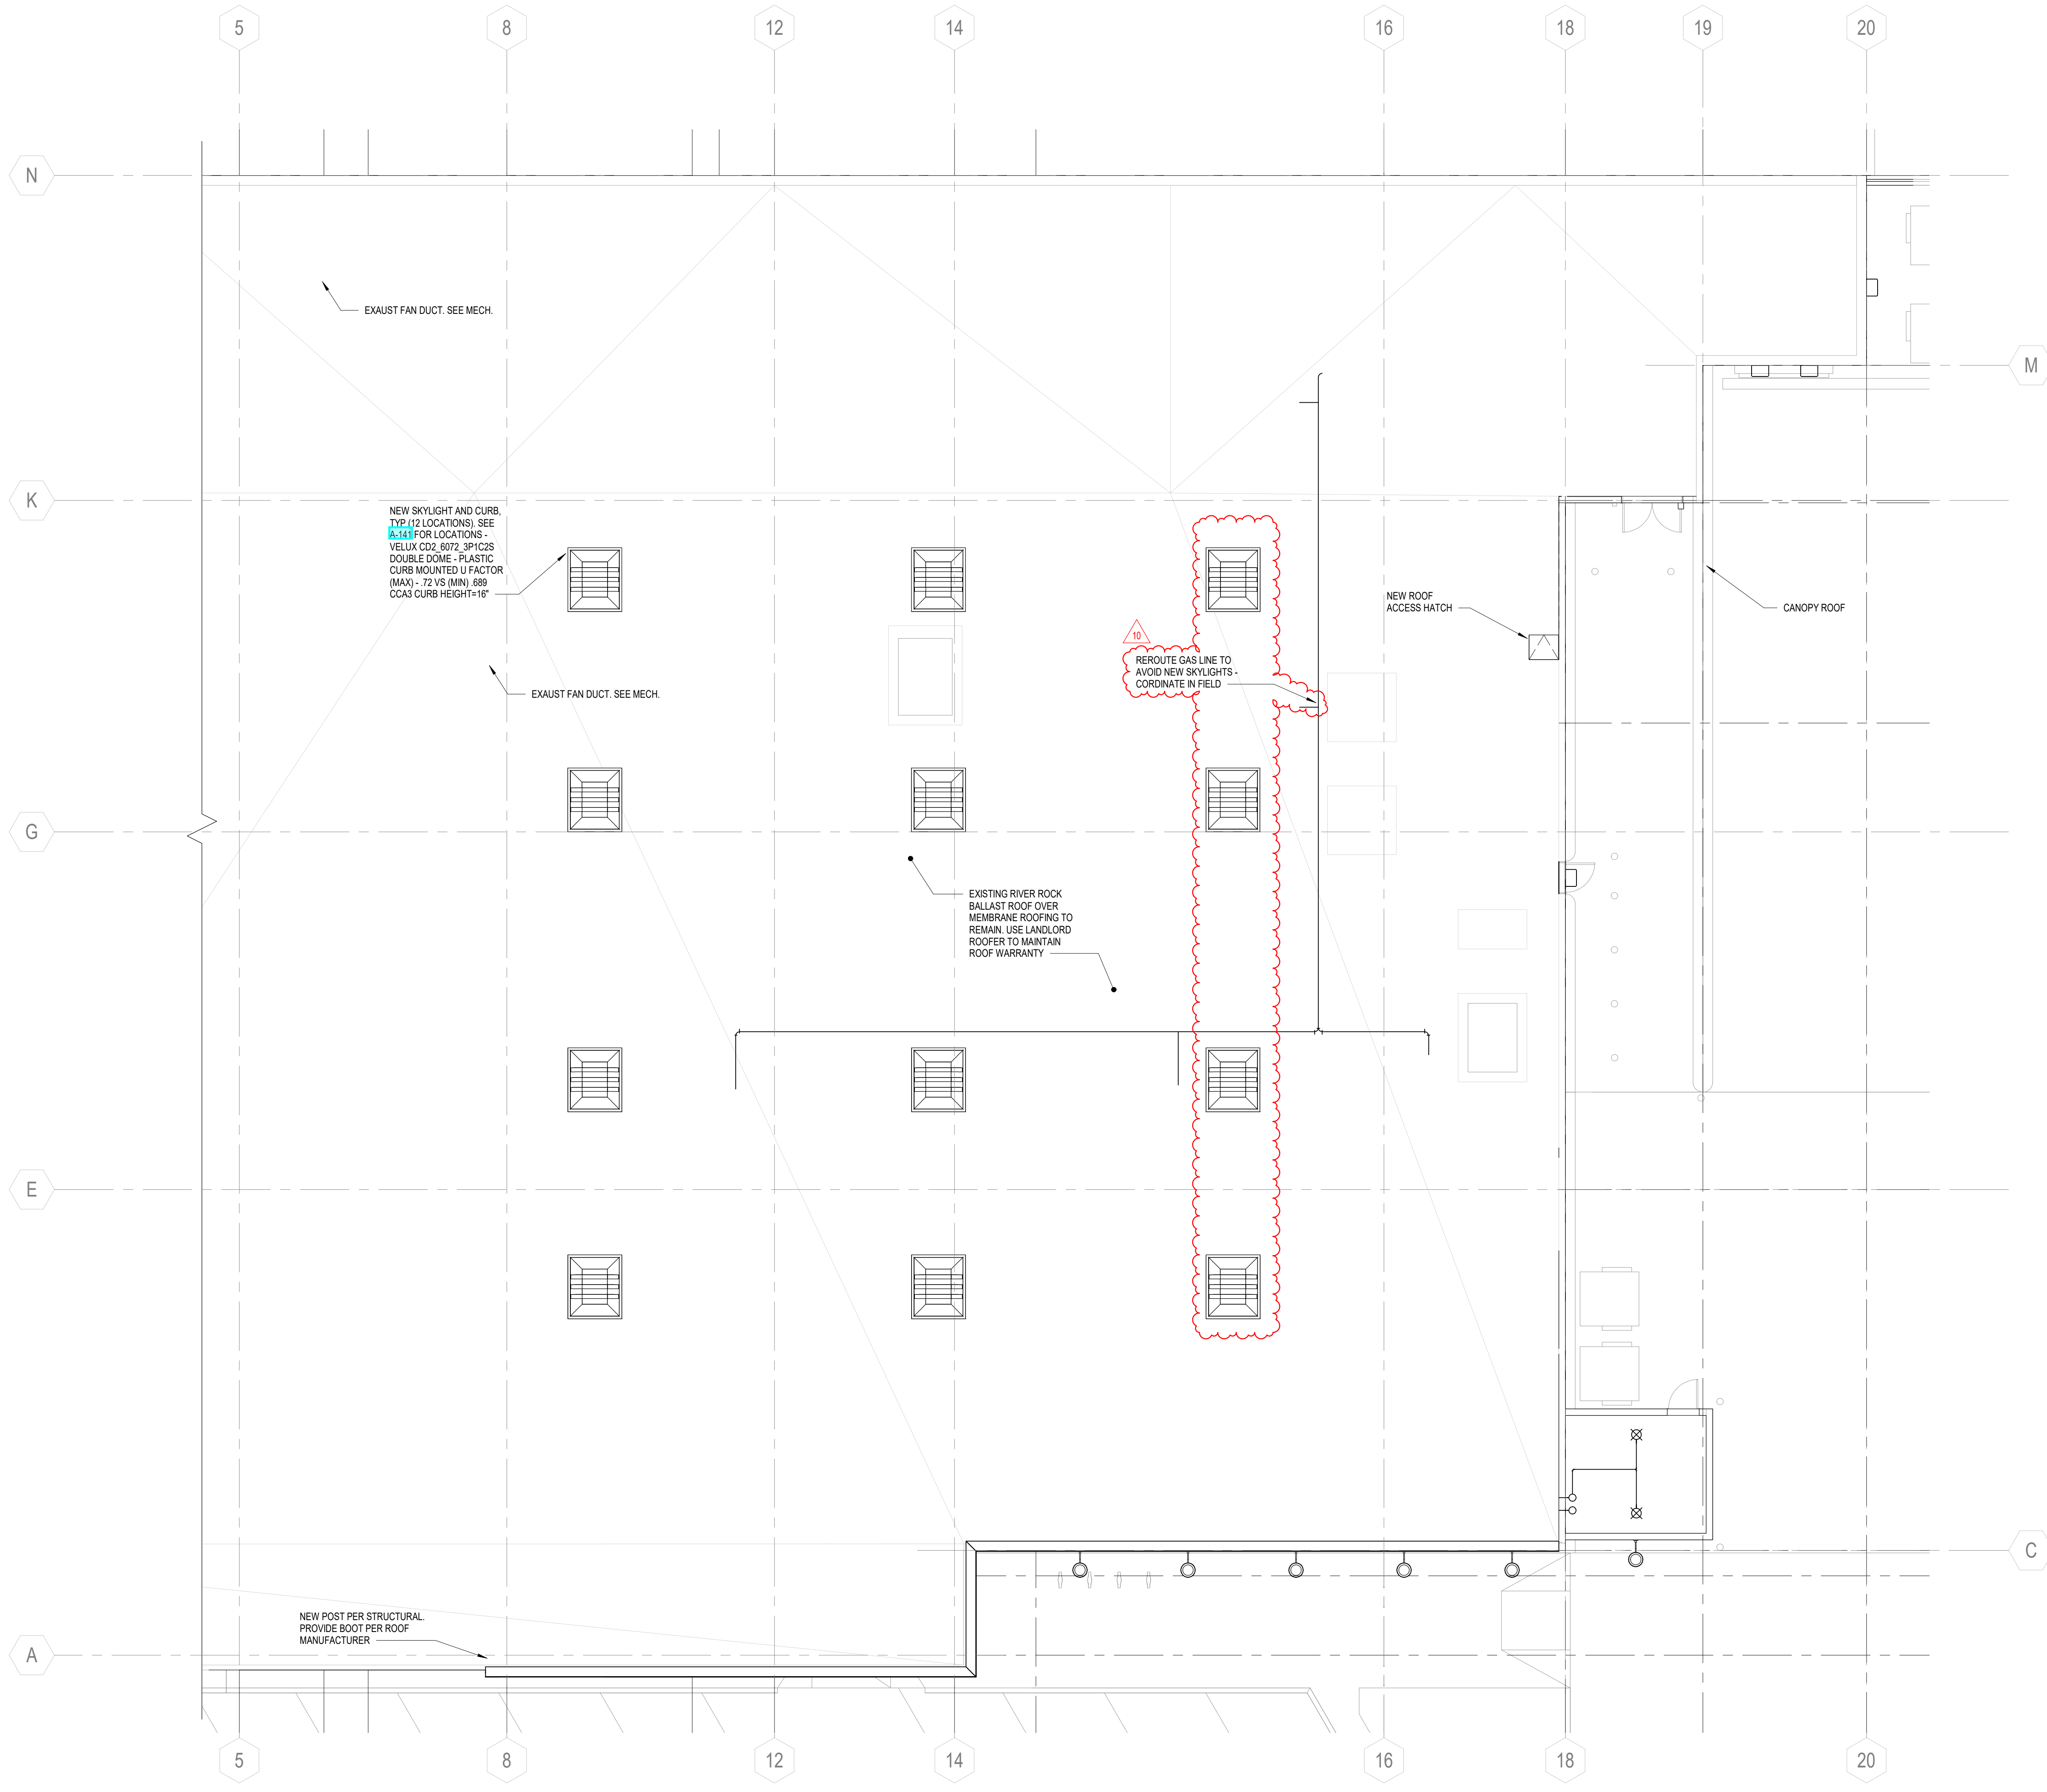 5
8
12
14
16
18
19
20
N
M
EXAUST FAN DUCT. SEE MECH.
K
NEW SKYLIGHT AND CURB,
TYP (12 LOCATIONS). SEE
A-141 FOR LOCATIONS -
VELUX CD2_6072_3P1C2S
DOUBLE DOME - PLASTIC
CURB MOUNTED U FACTOR
(MAX) - .72 VS (MIN) .689
CCA3 CURB HEIGHT=16"
NEW ROOF
ACCESS HATCH
CANOPY ROOF
10
REROUTE GAS LINE TO
AVOID NEW SKYLIGHTS -
CORDINATE IN FIELD
EXAUST FAN DUCT. SEE MECH.
G
EXISTING RIVER ROCK
BALLAST ROOF OVER
MEMBRANE ROOFING TO
REMAIN. USE LANDLORD
ROOFER TO MAINTAIN
ROOF WARRANTY
E
C
NEW POST PER STRUCTURAL.
PROVIDE BOOT PER ROOF
MANUFACTURER
A
5
8
12
14
16
18
20